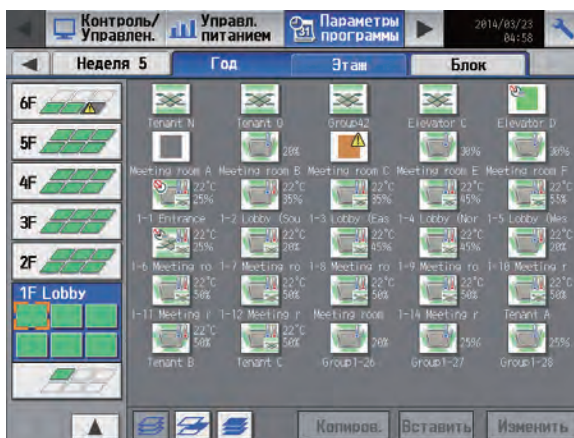 Контроль/ Управлен.
Управл. питанием
31
Параметры программы
2014/03/23
04:58
Неделя 5
Год
Этаж
Блок
6F
5F
4F
3F
2F
1F Lobby
Tenant N
Tenant O
Group42
Elevator C
Elevator D
20%
30%
30%
Meeting room A
Meeting room B
Meeting room C
Meeting room E
Meeting room F
22°C 25%
22°C 35%
22°C 35%
22°C 45%
22°C 55%
1-1 Entrance
1-2 Lobby (Sou
1-3 Lobby (Eas
1-4 Lobby (Nor
1-5 Lobby (Wes
22°C 25%
22°C 20%
22°C 45%
22°C 45%
22°C 20%
1-6 Meeting ro
1-7 Meeting ro
1-8 Meeting ro
1-9 Meeting ro
1-10 Meeting r
22°C 50%
22°C 50%
20%
22°C 50%
22°C 50%
1-11 Meeting r
1-12 Meeting r
Meeting room
1-14 Meeting r
Tenant A
22°C 50%
22°C 50%
20%
25%
20%
Tenant B
Tenant C
Group1-26
Group1-27
Group1-28
Копиров.
Вставить
Изменить